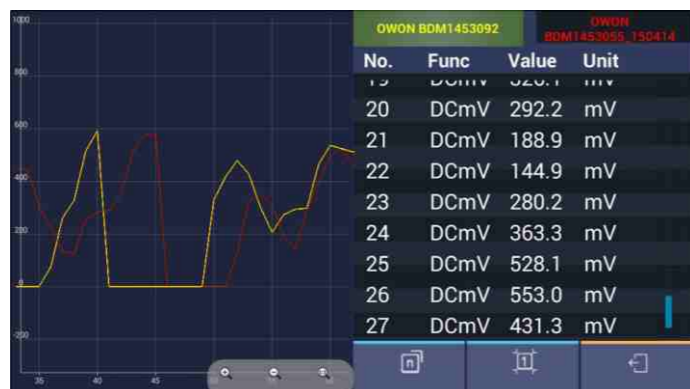 1000
800
600
400
200
0
-200
35 40 45
OWON BDM1453092
OWON
BDM1453055_150414
No. Func Value Unit
20 DCmV 292.2 mV
21 DCmV 188.9 mV
22 DCmV 144.9 mV
23 DCmV 280.2 mV
24 DCmV 363.3 mV
25 DCmV 528.1 mV
26 DCmV 553.0 mV
27 DCmV 431.3 mV
n 1